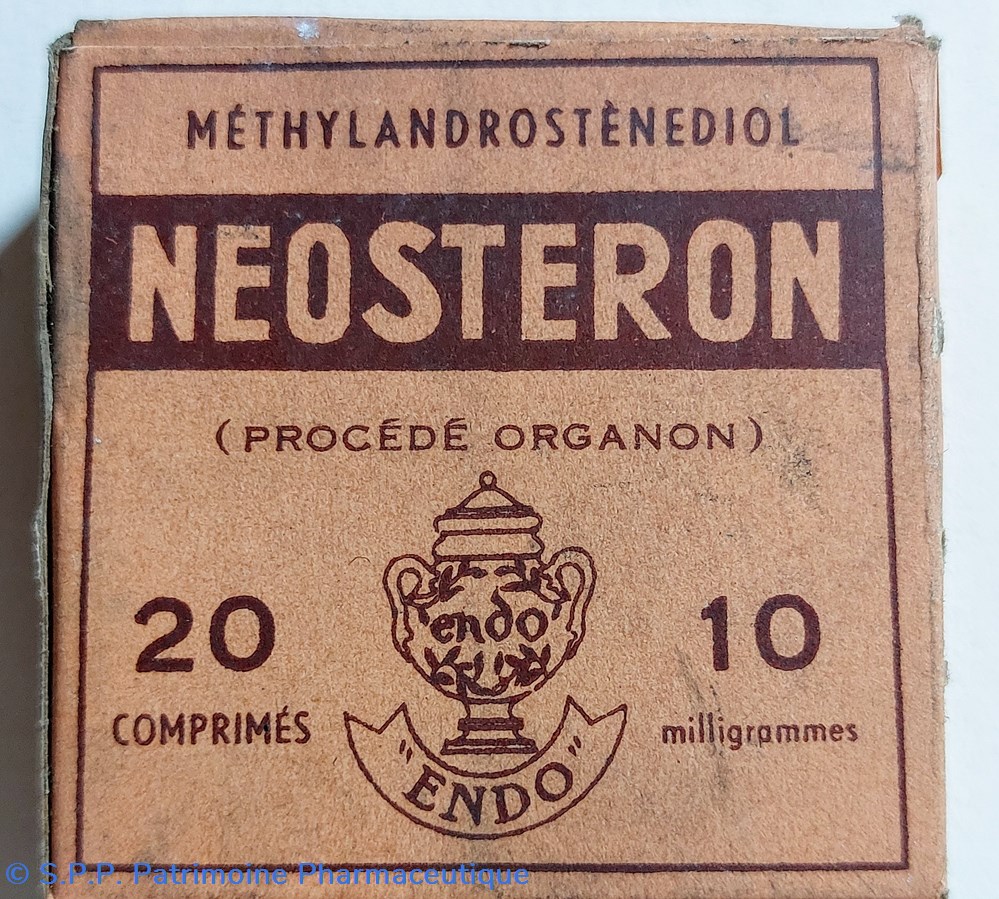 MÉTHYLANDROSTÈNEDIOL
NEOSTERON
(PROCÉDÉ ORGANON)
endo
20
10
COMPRIMÉS
milligrammes
"ENDO"
© S.P.P. Patrimoine Pharmaceutique